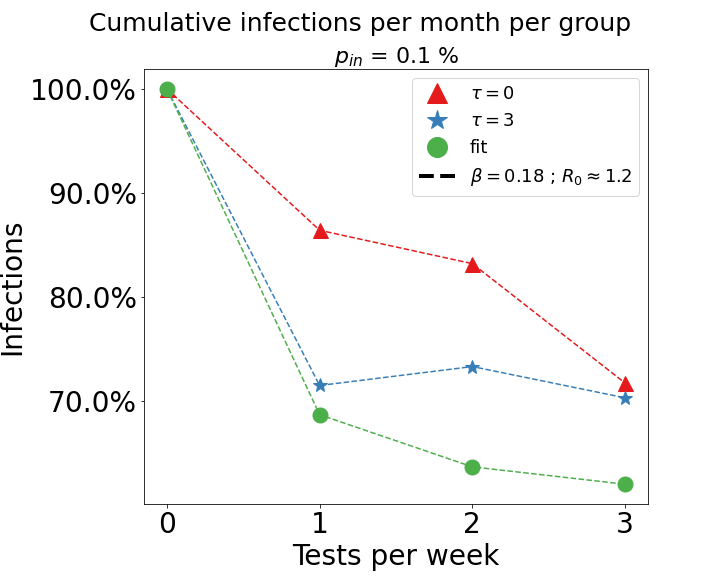 Cumulative infections per month per group
p_in = 0.1 %
100.0%
90.0%
80.0%
70.0%
Infections
τ = 0
τ = 3
fit
β = 0.18 ; R₀ ≈ 1.2
0 1 2 3
Tests per week